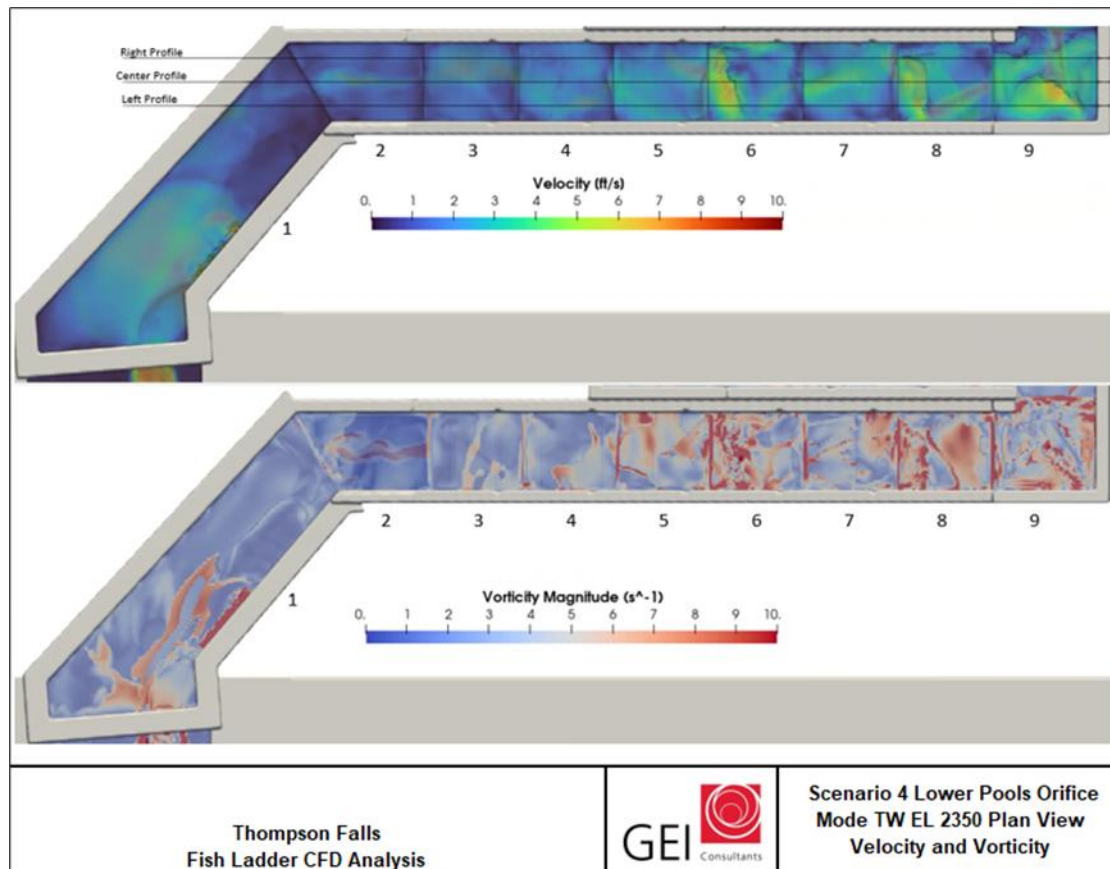 Right Profile
Center Profile
Left Profile
2 3 4 5 6 7 8 9
1
Velocity (ft/s)
0. 1 2 3 4 5 6 7 8 9 10.
2 3 4 5 6 7 8 9
1
Vorticity Magnitude (s^-1)
0. 1 2 3 4 5 6 7 8 9 10.
Thompson Falls
Fish Ladder CFD Analysis
GEI Consultants
Scenario 4 Lower Pools Orifice
Mode TW EL 2350 Plan View
Velocity and Vorticity